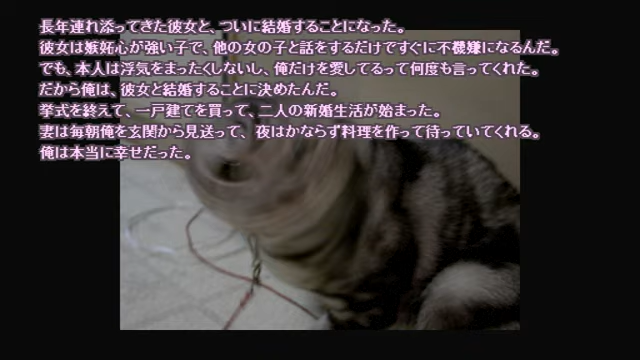 長年連れ添ってきた彼女と、ついに結婚することになった。
彼女は嫉妬心が強い子で、他の女の子と話をするだけですぐに不機嫌になるんだ。
でも、本人は浮気をまったくしないし、俺だけを愛してるって何度も言ってくれた。
だから俺は、彼女と結婚することに決めたんだ。
挙式を終えて、一戸建てを買って、二人の新婚生活が始まった。
妻は毎朝俺を玄関から見送って、夜はかならず料理を作って待っていてくれる。
俺は本当に幸せだった。